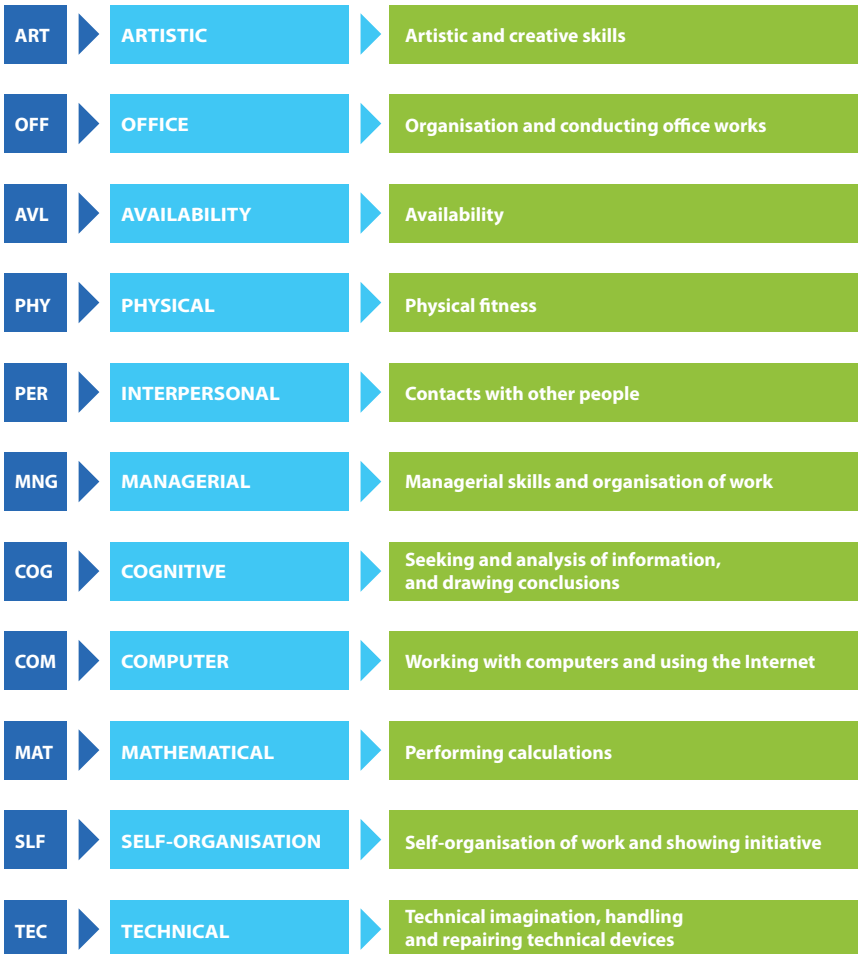 ART ARTISTIC Artistic and creative skills
OFF OFFICE Organisation and conducting office works
AVL AVAILABILITY Availability
PHY PHYSICAL Physical fitness
PER INTERPERSONAL Contacts with other people
MNG MANAGERIAL Managerial skills and organisation of work
COG COGNITIVE Seeking and analysis of information,
and drawing conclusions
COM COMPUTER Working with computers and using the Internet
MAT MATHEMATICAL Performing calculations
SLF SELF-ORGANISATION Self-organisation of work and showing initiative
TEC TECHNICAL Technical imagination, handling
and repairing technical devices